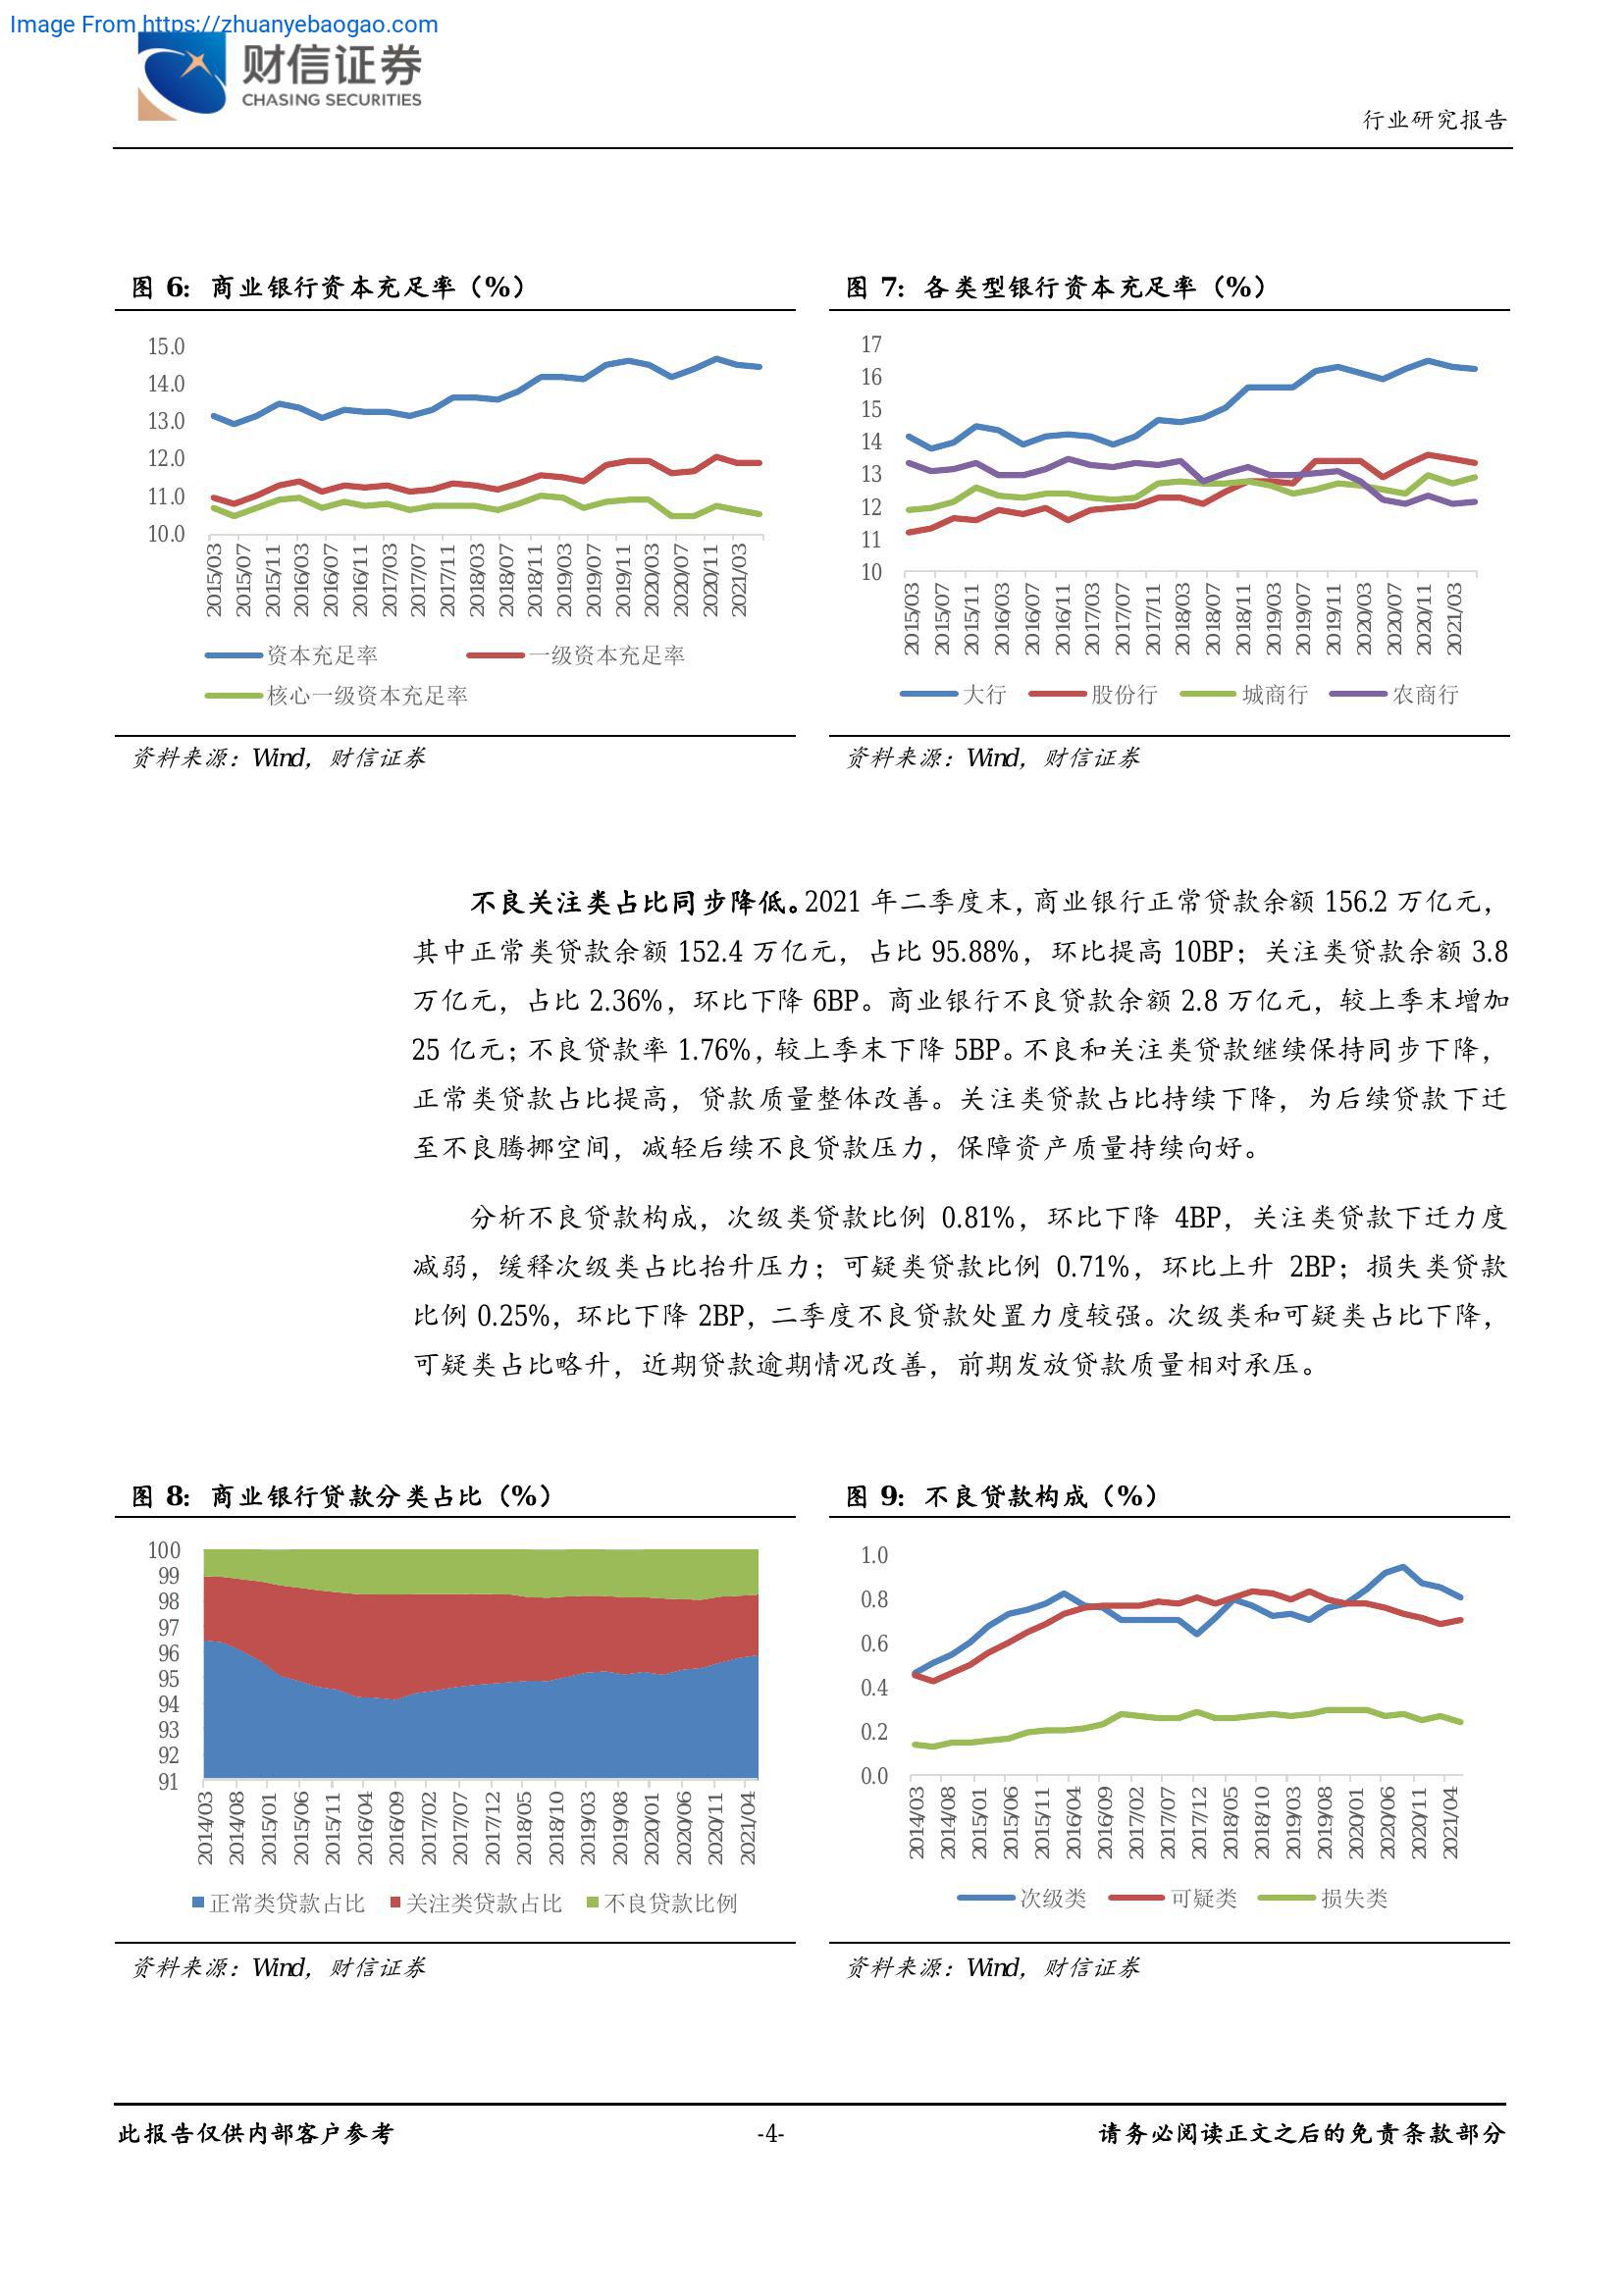 Image From https://zhuanyebaogao.com
财信证券
CHASING SECURITIES
行业研究报告
图 6: 商业银行资本充足率（%）
15.0
14.0
13.0
12.0
11.0
10.0
2015/03
2015/07
2015/11
2016/03
2016/07
2016/11
2017/03
2017/07
2017/11
2018/03
2018/07
2018/11
2019/03
2019/07
2019/11
2020/03
2020/07
2020/11
2021/03
资本充足率
一级资本充足率
核心一级资本充足率
资料来源：Wind，财信证券
图 7: 各类型银行资本充足率（%）
17
16
15
14
13
12
11
10
2015/03
2015/07
2015/11
2016/03
2016/07
2016/11
2017/03
2017/07
2017/11
2018/03
2018/07
2018/11
2019/03
2019/07
2019/11
2020/03
2020/07
2020/11
2021/03
大行
股份行
城商行
农商行
资料来源：Wind，财信证券
不良关注类占比同步降低。2021 年二季度末，商业银行正常贷款余额 156.2 万亿元，
其中正常类贷款余额 152.4 万亿元，占比 95.88%，环比提高 10BP；关注类贷款余额 3.8
万亿元，占比 2.36%，环比下降 6BP。商业银行不良贷款余额 2.8 万亿元，较上季末增加
25 亿元；不良贷款率 1.76%，较上季末下降 5BP。不良和关注类贷款继续保持同步下降，
正常类贷款占比提高，贷款质量整体改善。关注类贷款占比持续下降，为后续贷款下迁
至不良腾挪空间，减轻后续不良贷款压力，保障资产质量持续向好。
分析不良贷款构成，次级类贷款比例 0.81%，环比下降 4BP，关注类贷款下迁力度
减弱，缓释次级类占比抬升压力；可疑类贷款比例 0.71%，环比上升 2BP；损失类贷款
比例 0.25%，环比下降 2BP，二季度不良贷款处置力度较强。次级类和可疑类占比下降，
可疑类占比略升，近期贷款逾期情况改善，前期发放贷款质量相对承压。
图 8: 商业银行贷款分类占比（%）
100
99
98
97
96
95
94
93
92
91
2014/03
2014/08
2015/01
2015/06
2015/11
2016/04
2016/09
2017/02
2017/07
2017/12
2018/05
2018/10
2019/03
2019/08
2020/01
2020/06
2020/11
2021/04
正常类贷款占比
关注类贷款占比
不良贷款比例
资料来源：Wind，财信证券
图 9: 不良贷款构成（%）
1.0
0.8
0.6
0.4
0.2
0.0
2014/03
2014/08
2015/01
2015/06
2015/11
2016/04
2016/09
2017/02
2017/07
2017/12
2018/05
2018/10
2019/03
2019/08
2020/01
2020/06
2020/11
2021/04
次级类
可疑类
损失类
资料来源：Wind，财信证券
此报告仅供内部客户参考
-4-
请务必阅读正文之后的免责条款部分